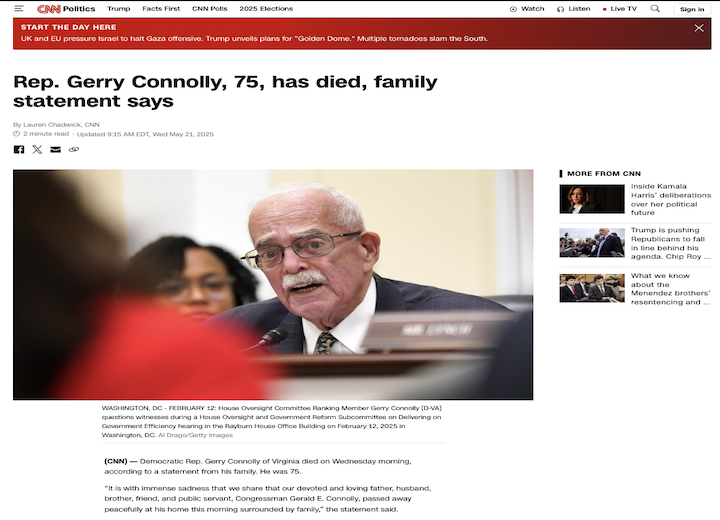 CNN Politics Trump Facts First CNN Polls 2025 Elections Watch Listen Live TV Sign in
START THE DAY HERE
UK and EU pressure Israel to halt Gaza offensive. Trump unveils plans for "Golden Dome." Multiple tornadoes slam the South.
Rep. Gerry Connolly, 75, has died, family
statement says
By Lauren Chadwick, CNN
2 minute read · Updated 9:15 AM EDT, Wed May 21, 2025
MORE FROM CNN
Inside Kamala
Harris' deliberations
over her political
future
Trump is pushing
Republicans to fall
in line behind his
agenda. Chip Roy ...
What we know
about the
Menendez brothers'
resentencing and ...
WASHINGTON, DC - FEBRUARY 12: House Oversight Committee Ranking Member Gerry Connolly (D-VA)
questions witnesses during a House Oversight and Government Reform Subcommittee on Delivering on
Government Efficiency hearing in the Rayburn House Office Building on February 12, 2025 in
Washington, DC. Al Drago/Getty Images
(CNN) — Democratic Rep. Gerry Connolly of Virginia died on Wednesday morning,
according to a statement from his family. He was 75.
"It is with immense sadness that we share that our devoted and loving father, husband,
brother, friend, and public servant, Congressman Gerald E. Connolly, passed away
peacefully at his home this morning surrounded by family," the statement said.